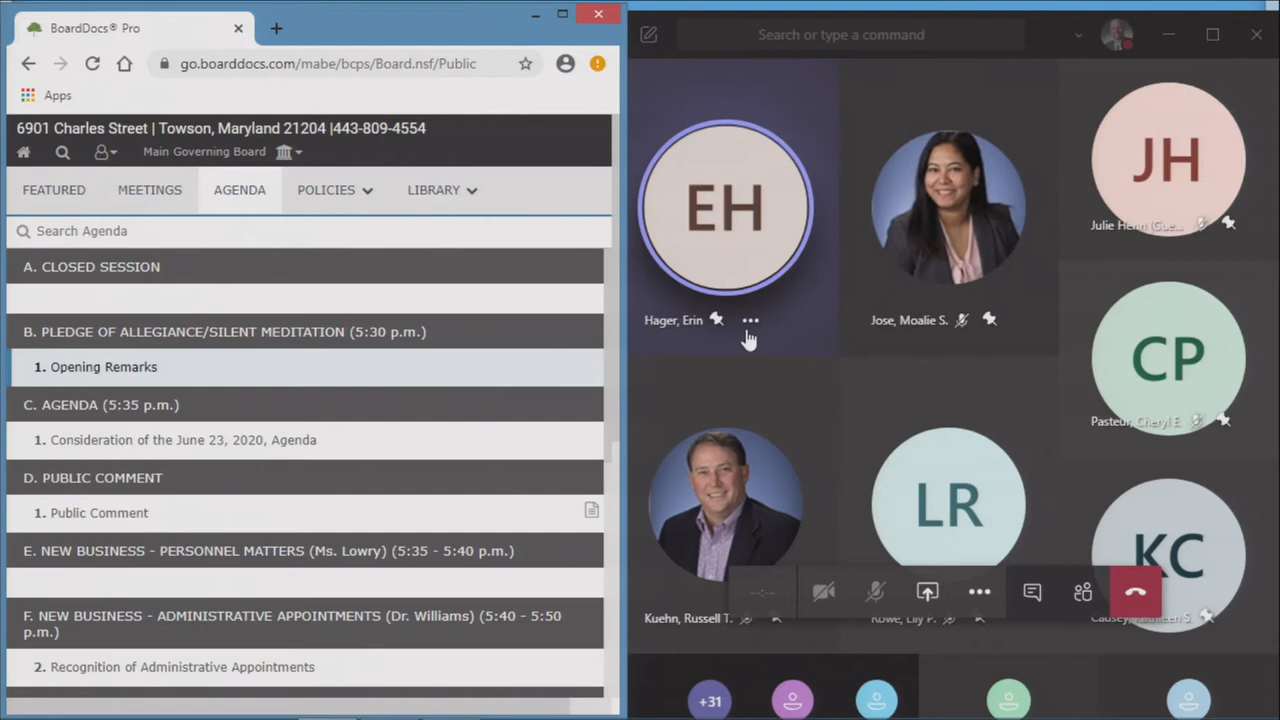 BoardDocs® Pro
go.boarddocs.com/mabe/bcps/Board.nsf/Public
Apps
6901 Charles Street | Towson, Maryland 21204 |443-809-4554
Main Governing Board
FEATURED
MEETINGS
AGENDA
POLICIES
LIBRARY
Search Agenda
A. CLOSED SESSION
B. PLEDGE OF ALLEGIANCE/SILENT MEDITATION (5:30 p.m.)
1. Opening Remarks
C. AGENDA (5:35 p.m.)
1. Consideration of the June 23, 2020, Agenda
D. PUBLIC COMMENT
1. Public Comment
E. NEW BUSINESS - PERSONNEL MATTERS (Ms. Lowry) (5:35 - 5:40 p.m.)
F. NEW BUSINESS - ADMINISTRATIVE APPOINTMENTS (Dr. Williams) (5:40 - 5:50
p.m.)
2. Recognition of Administrative Appointments
Search or type a command
EH
Hager, Erin
Jose, Moalie S.
JH
Julie Henn (Gue...
CP
Pasteur, Cheryl E.
Kuehn, Russell T.
LR
Rowe, Lily P.
KC
Causey, Kathleen S.
--:--
+31